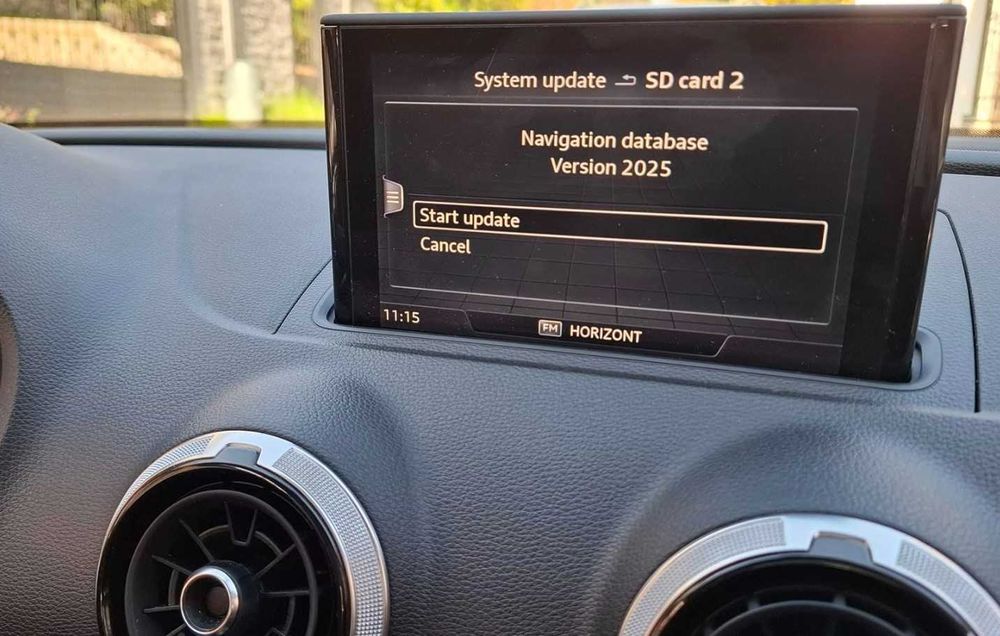 System update SD card 2
Navigation database
Version 2025
Start update
Cancel
11:15
FM HORIZONT